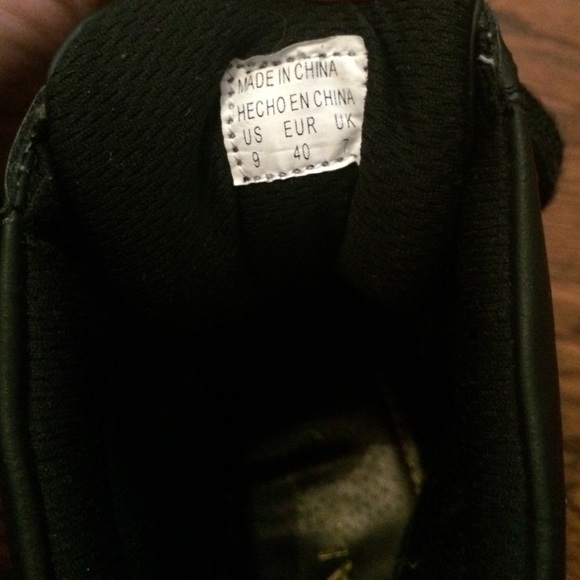 MADE IN CHINA
HECHO EN CHINA
US EUR UK
9 40 7